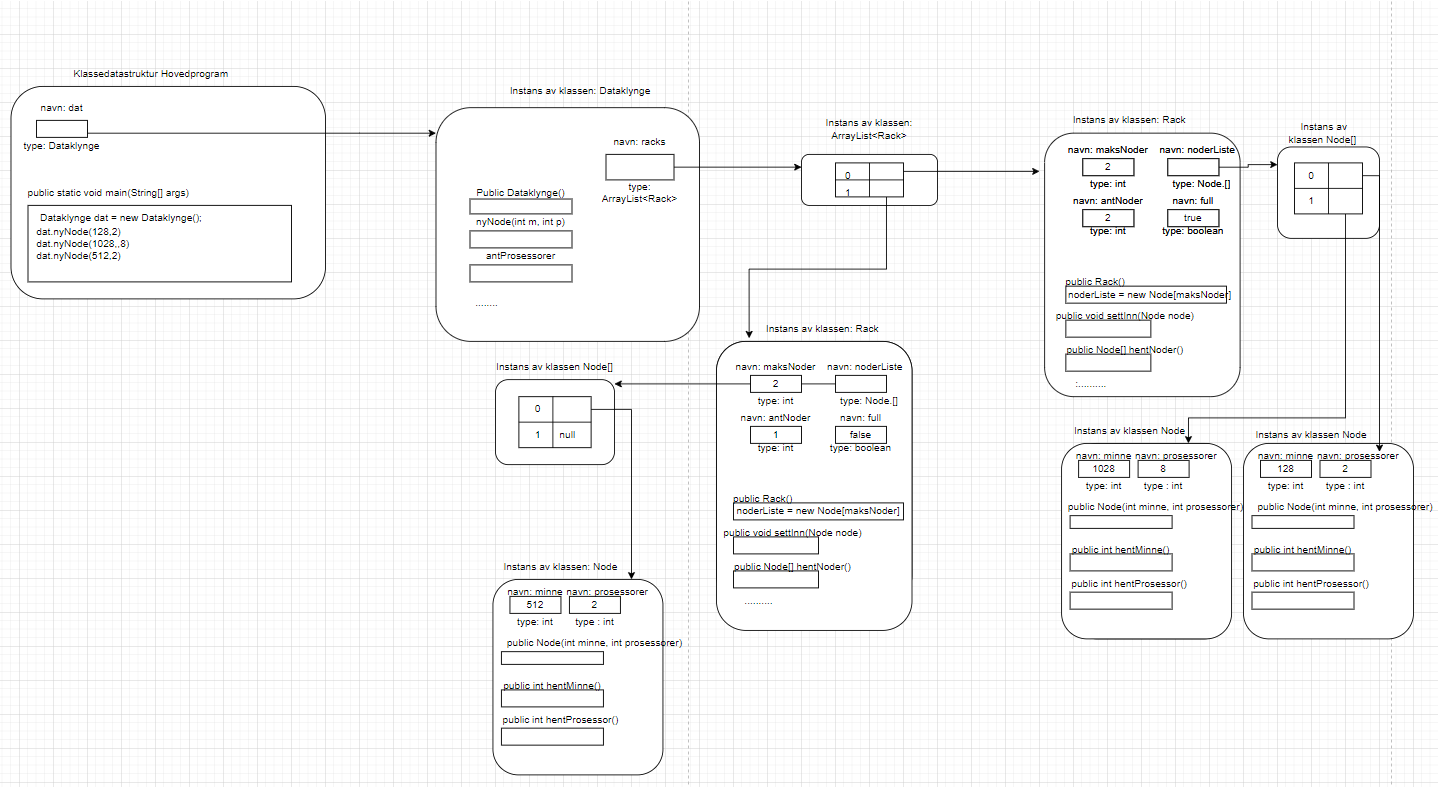 Klassedatastruktur Hovedprogram
navn: dat
type: Dataklynge
public static void main(String[] args)
Dataklynge dat = new Dataklynge();
dat.nyNode(128,2)
dat.nyNode(1028,,8)
dat.nyNode(512,2)
Instans av klassen: Dataklynge
navn: racks
type:
ArrayList<Rack>
Public Dataklynge()
nyNode(int m, int p)
antProsessorer
........
Instans av klassen:
ArrayList<Rack>
0
1
Instans av klassen: Rack
navn: maksNoder
2
type: int
navn: noderListe
type: Node.[]
navn: antNoder
2
type: int
navn: full
true
type: boolean
public Rack()
noderListe = new Node[maksNoder]
public void settInn(Node node)
public Node[] hentNoder()
:..........
Instans av
klassen Node[]
0
1
Instans av klassen: Rack
navn: maksNoder
2
type: int
navn: noderListe
type: Node.[]
navn: antNoder
1
type: int
navn: full
false
type: boolean
public Rack()
noderListe = new Node[maksNoder]
public void settInn(Node node)
public Node[] hentNoder()
..........
Instans av klassen Node[]
0
1
null
Instans av klassen: Node
navn: minne
512
type: int
navn: prosessorer
2
type : int
public Node(int minne, int prosessorer)
public int hentMinne()
public int hentProsessor()
Instans av klassen Node
navn: minne
1028
type: int
navn: prosessorer
8
type : int
public Node(int minne, int prosessorer)
public int hentMinne()
public int hentProsessor()
Instans av klassen Node
navn: minne
128
type: int
navn: prosessorer
2
type : int
public Node(int minne, int prosessorer)
public int hentMinne()
public int hentProsessor()